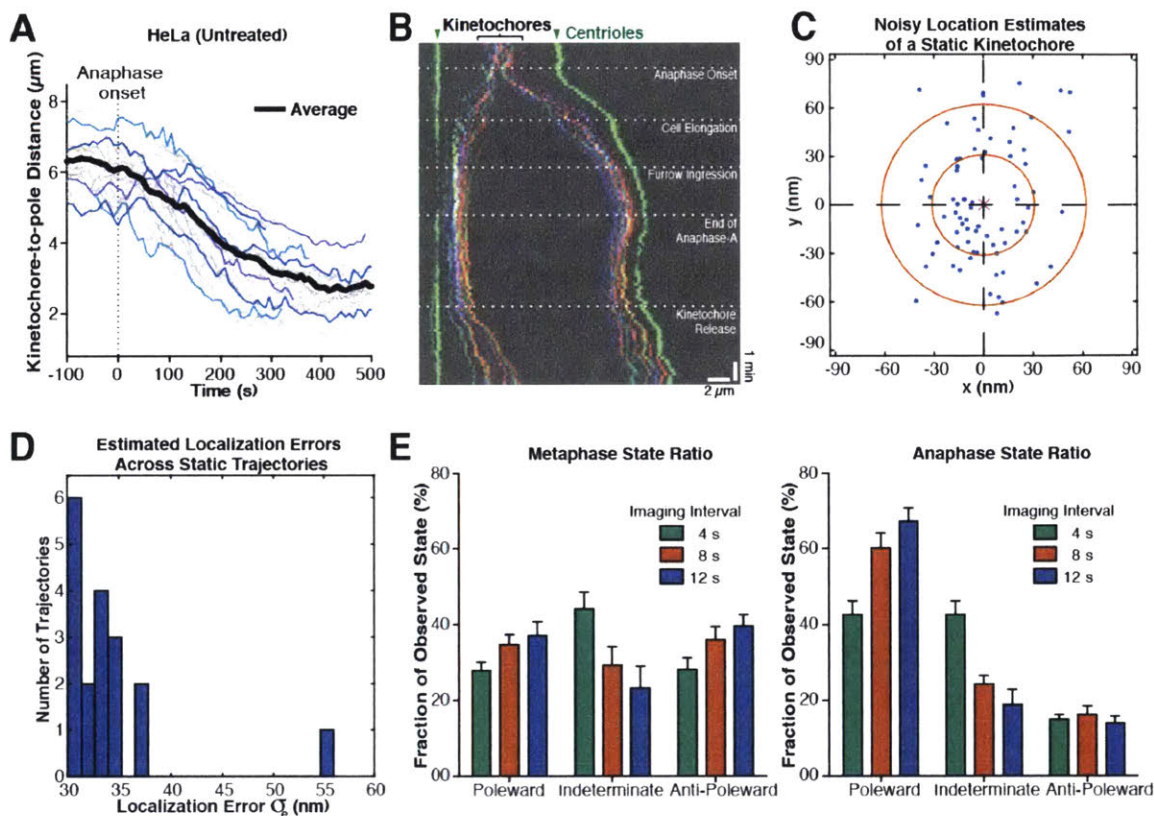 A
HeLa (Untreated)
Anaphase
onset
Average
Kinetochore-to-pole Distance (μm)
8
6
4
2
-100 0 100 200 300 400 500
Time (s)
B
Kinetochores
Centrioles
Anaphase Onset
Cell Elongation
Furrow Ingression
End of
Anaphase-A
Kinetochore
Release
1 min
2 μm
C
Noisy Location Estimates
of a Static Kinetochore
y (nm)
90
60
30
0
-30
-60
-90
-90 -60 -30 0 30 60 90
x (nm)
D
Estimated Localization Errors
Across Static Trajectories
Number of Trajectories
6
5
4
3
2
1
0
30 35 40 45 50 55 60
Localization Error σe (nm)
E
Metaphase State Ratio
Fraction of Observed State (%)
80
60
40
20
00
Imaging Interval
4 s
8 s
12 s
Poleward Indeterminate Anti-Poleward
Anaphase State Ratio
Fraction of Observed State (%)
80
60
40
20
00
Imaging Interval
4 s
8 s
12 s
Poleward Indeterminate Anti-Poleward